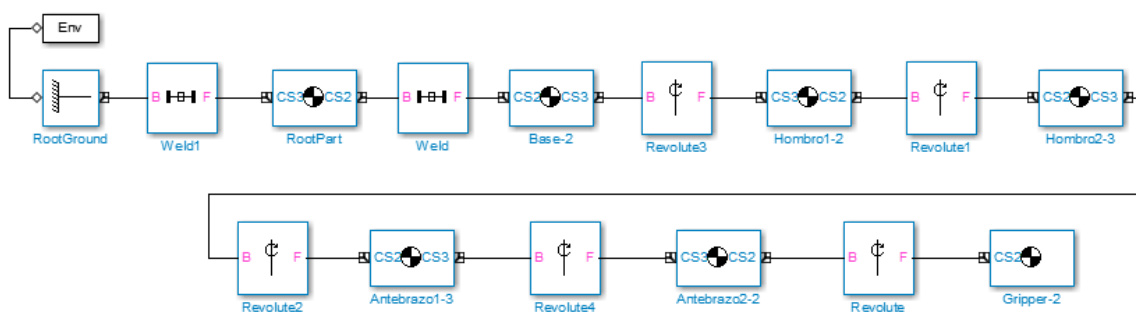 Env
B F
CS3 CS2
B F
CS2 CS3
B F
CS3 CS2
B F
CS2 CS3
RootGround
Weld1
RootPart
Weld
Base-2
Revolute3
Hombro1-2
Revolute1
Hombro2-3
B F
CS2 CS3
B F
CS3 CS2
B F
CS2
Revolute2
Antebrazo1-3
Revolute4
Antebrazo2-2
Revolute
Gripper-2